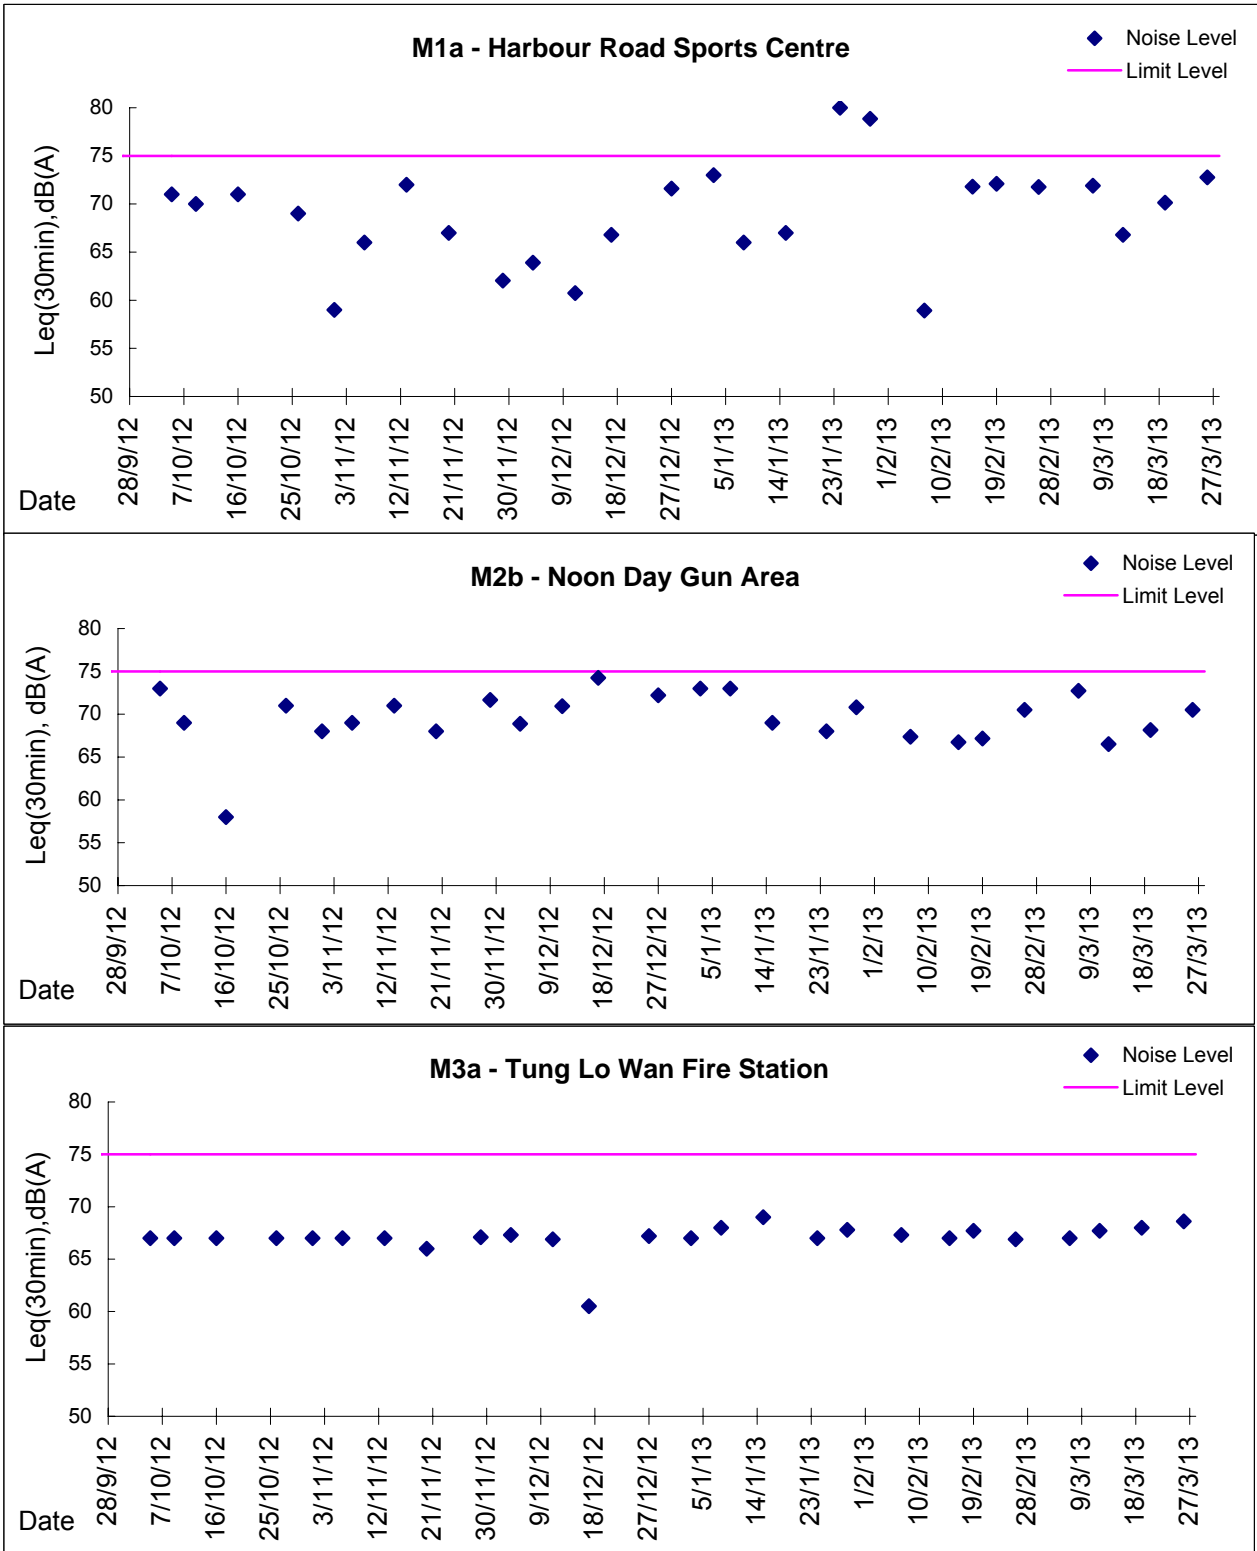 M1a - Harbour Road Sports Centre
Noise Level
Limit Level
Leq(30min),dB(A)
80
75
70
65
60
55
50
28/9/12 7/10/12 16/10/12 25/10/12 3/11/12 12/11/12 21/11/12 30/11/12 9/12/12 18/12/12 27/12/12 5/1/13 14/1/13 23/1/13 1/2/13 10/2/13 19/2/13 28/2/13 9/3/13 18/3/13 27/3/13
Date
M2b - Noon Day Gun Area
Noise Level
Limit Level
Leq(30min), dB(A)
80
75
70
65
60
55
50
28/9/12 7/10/12 16/10/12 25/10/12 3/11/12 12/11/12 21/11/12 30/11/12 9/12/12 18/12/12 27/12/12 5/1/13 14/1/13 23/1/13 1/2/13 10/2/13 19/2/13 28/2/13 9/3/13 18/3/13 27/3/13
Date
M3a - Tung Lo Wan Fire Station
Noise Level
Limit Level
Leq(30min),dB(A)
80
75
70
65
60
55
50
28/9/12 7/10/12 16/10/12 25/10/12 3/11/12 12/11/12 21/11/12 30/11/12 9/12/12 18/12/12 27/12/12 5/1/13 14/1/13 23/1/13 1/2/13 10/2/13 19/2/13 28/2/13 9/3/13 18/3/13 27/3/13
Date